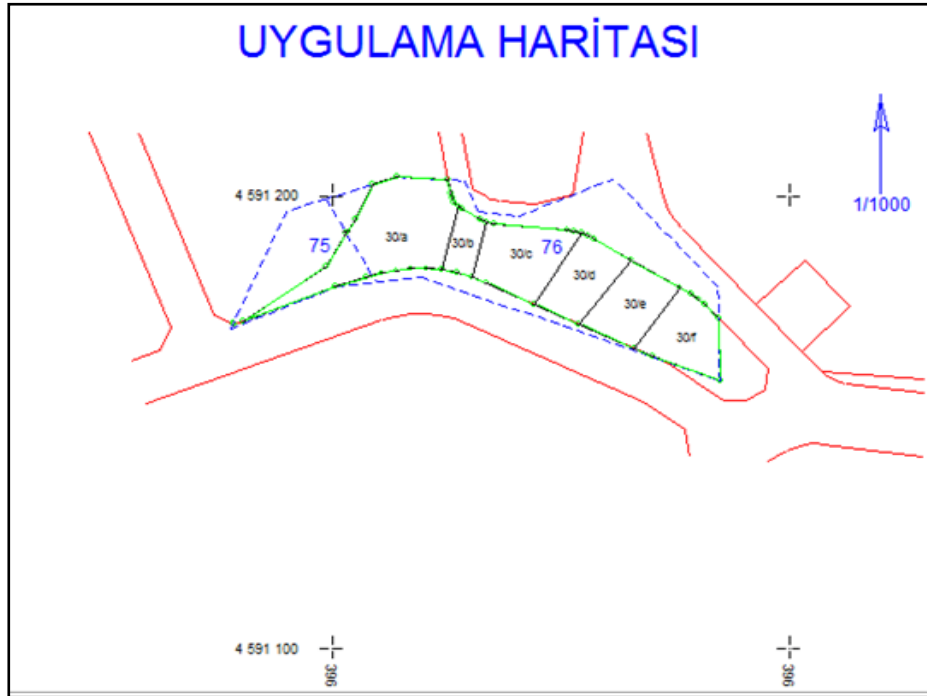 UYGULAMA HARİTASI
4 591 200
1/1000
75
30/a
30/b
30/c
76
30/d
30/e
30/f
4 591 100
396
396